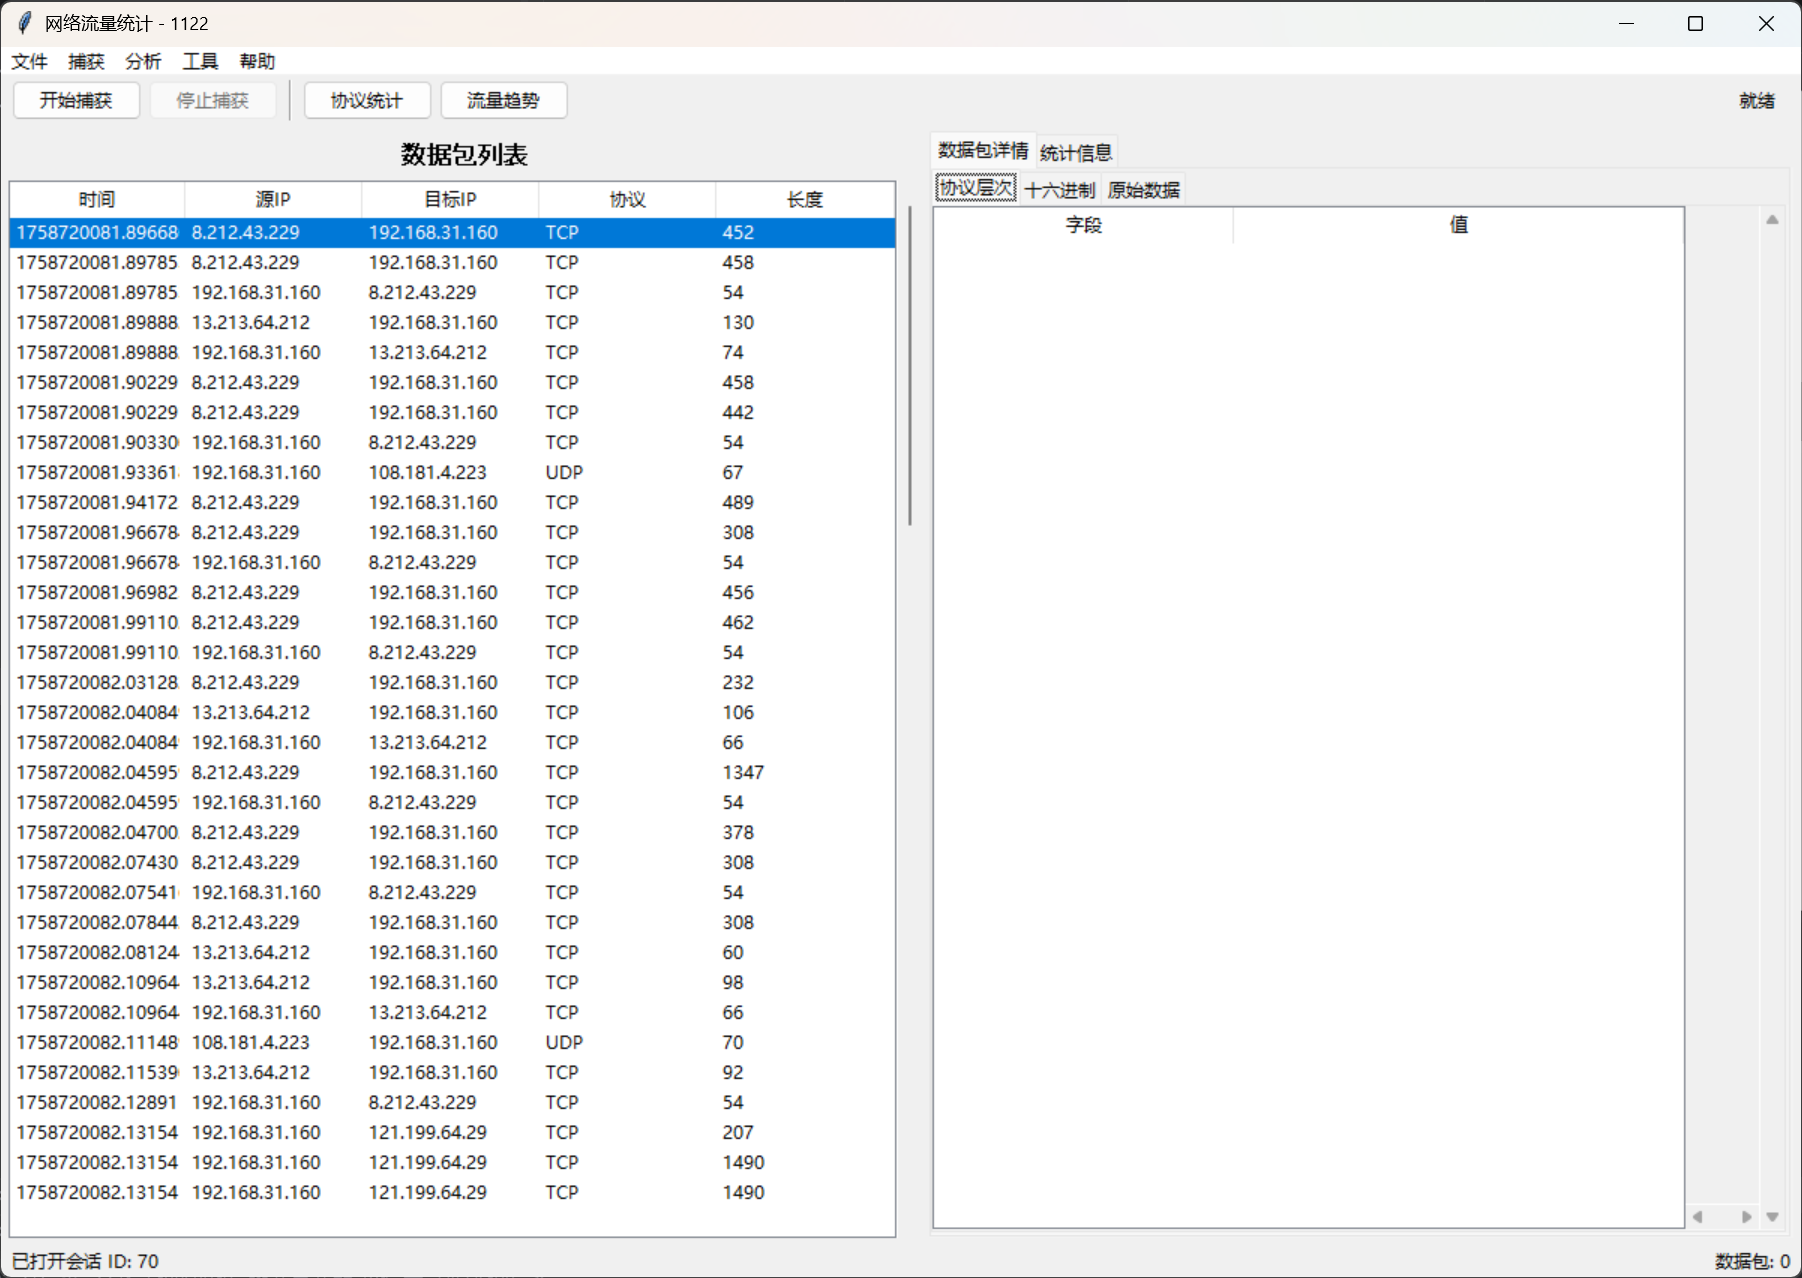 网络流量统计 - 1122
文件 捕获 分析 工具 帮助
开始捕获 停止捕获 协议统计 流量趋势 就绪
数据包列表
时间 源IP 目标IP 协议 长度
1758720081.89668 8.212.43.229 192.168.31.160 TCP 452
1758720081.89785 8.212.43.229 192.168.31.160 TCP 458
1758720081.89785 192.168.31.160 8.212.43.229 TCP 54
1758720081.89888 13.213.64.212 192.168.31.160 TCP 130
1758720081.89888 192.168.31.160 13.213.64.212 TCP 74
1758720081.90229 8.212.43.229 192.168.31.160 TCP 458
1758720081.90229 8.212.43.229 192.168.31.160 TCP 442
1758720081.90330 192.168.31.160 8.212.43.229 TCP 54
1758720081.93361 192.168.31.160 108.181.4.223 UDP 67
1758720081.94172 8.212.43.229 192.168.31.160 TCP 489
1758720081.96678 8.212.43.229 192.168.31.160 TCP 308
1758720081.96678 192.168.31.160 8.212.43.229 TCP 54
1758720081.96982 8.212.43.229 192.168.31.160 TCP 456
1758720081.99110 8.212.43.229 192.168.31.160 TCP 462
1758720081.99110 192.168.31.160 8.212.43.229 TCP 54
1758720082.03128 8.212.43.229 192.168.31.160 TCP 232
1758720082.04084 13.213.64.212 192.168.31.160 TCP 106
1758720082.04084 192.168.31.160 13.213.64.212 TCP 66
1758720082.04595 8.212.43.229 192.168.31.160 TCP 1347
1758720082.04595 192.168.31.160 8.212.43.229 TCP 54
1758720082.04700 8.212.43.229 192.168.31.160 TCP 378
1758720082.07430 8.212.43.229 192.168.31.160 TCP 308
1758720082.07541 192.168.31.160 8.212.43.229 TCP 54
1758720082.07844 8.212.43.229 192.168.31.160 TCP 308
1758720082.08124 13.213.64.212 192.168.31.160 TCP 60
1758720082.10964 13.213.64.212 192.168.31.160 TCP 98
1758720082.10964 192.168.31.160 13.213.64.212 TCP 66
1758720082.11148 108.181.4.223 192.168.31.160 UDP 70
1758720082.11539 13.213.64.212 192.168.31.160 TCP 92
1758720082.12891 192.168.31.160 8.212.43.229 TCP 54
1758720082.13154 192.168.31.160 121.199.64.29 TCP 207
1758720082.13154 192.168.31.160 121.199.64.29 TCP 1490
1758720082.13154 192.168.31.160 121.199.64.29 TCP 1490
数据包详情 统计信息
协议层次 十六进制 原始数据
字段 值
已打开会话 ID: 70
数据包: 0